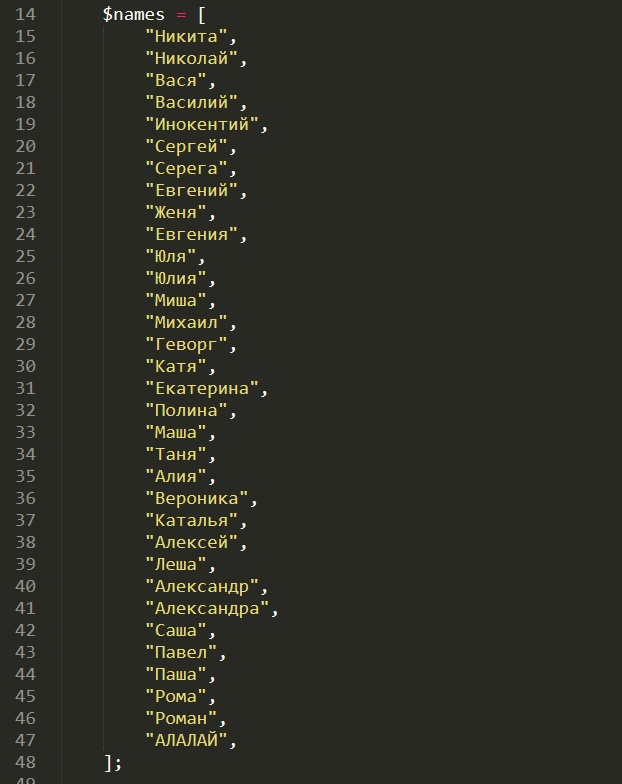 14 $names = [
15 "Никита",
16 "Николай",
17 "Вася",
18 "Василий",
19 "Инокентий",
20 "Сергей",
21 "Серега",
22 "Евгений",
23 "Женя",
24 "Евгения",
25 "Юля",
26 "Юлия",
27 "Миша",
28 "Михаил",
29 "Геворг",
30 "Катя",
31 "Екатерина",
32 "Полина",
33 "Маша",
34 "Таня",
35 "Алия",
36 "Вероника",
37 "Каталья",
38 "Алексей",
39 "Леша",
40 "Александр",
41 "Александра",
42 "Саша",
43 "Павел",
44 "Паша",
45 "Рома",
46 "Роман",
47 "АЛАЛАЙ",
48 ];
49